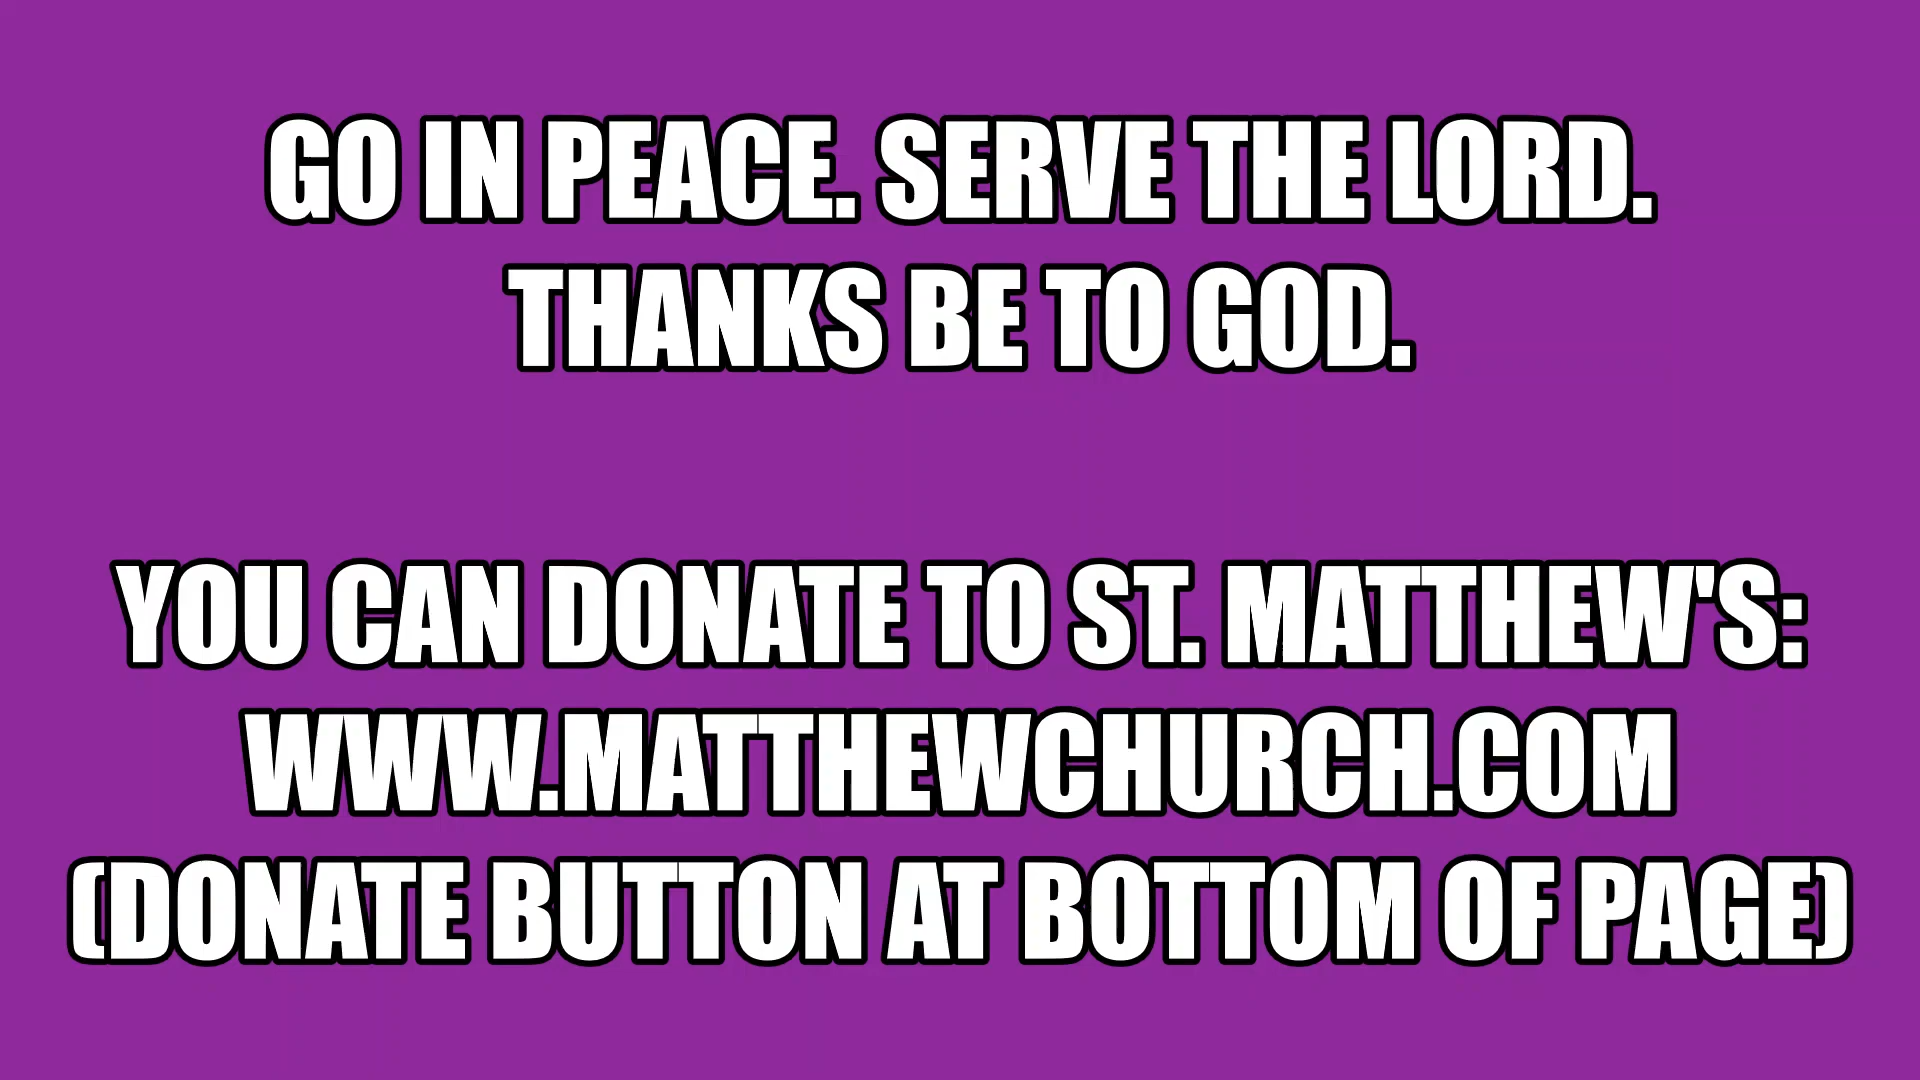 GO IN PEACE. SERVE THE LORD.
THANKS BE TO GOD.
YOU CAN DONATE TO ST. MATTHEW'S:
WWW.MATTHEWCHURCH.COM
(DONATE BUTTON AT BOTTOM OF PAGE)